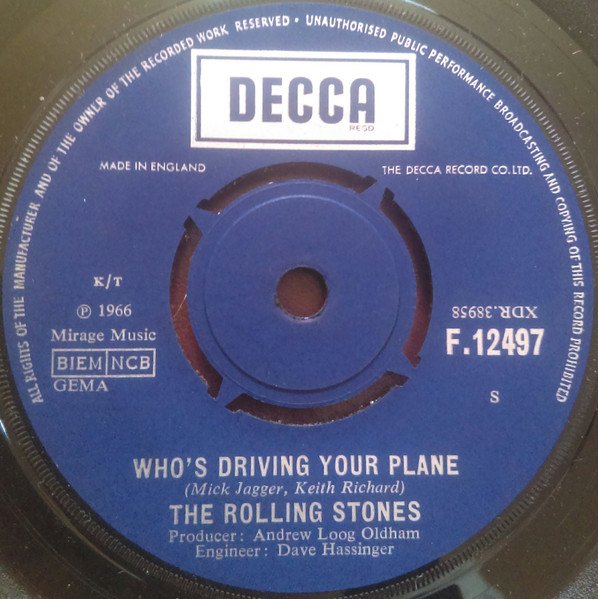 ALL RIGHTS OF THE MANUFACTURER AND OF THE OWNER OF THE RECORDED WORK RESERVED • UNAUTHORISED PUBLIC PERFORMANCE BROADCASTING AND COPYING OF THIS RECORD PROHIBITED
DECCA
REGD
MADE IN ENGLAND
THE DECCA RECORD CO. LTD.
K/T
℗ 1966
Mirage Music
BIEM NCB
GEMA
XDR.38958
F.12497
S
WHO'S DRIVING YOUR PLANE
(Mick Jagger, Keith Richard)
THE ROLLING STONES
Producer: Andrew Loog Oldham
Engineer: Dave Hassinger